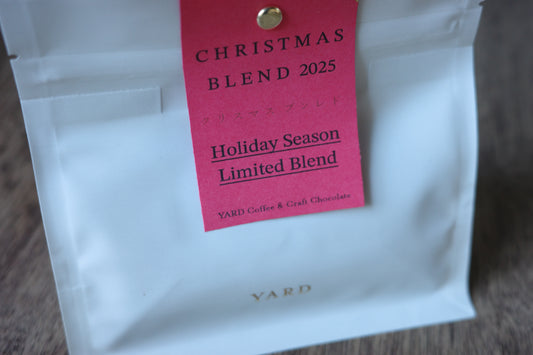 CHRISTMAS
BLEND 2025
クリスマス ブレンド
Holiday Season
Limited Blend
YARD Coffee & Craft Chocolate
YARD